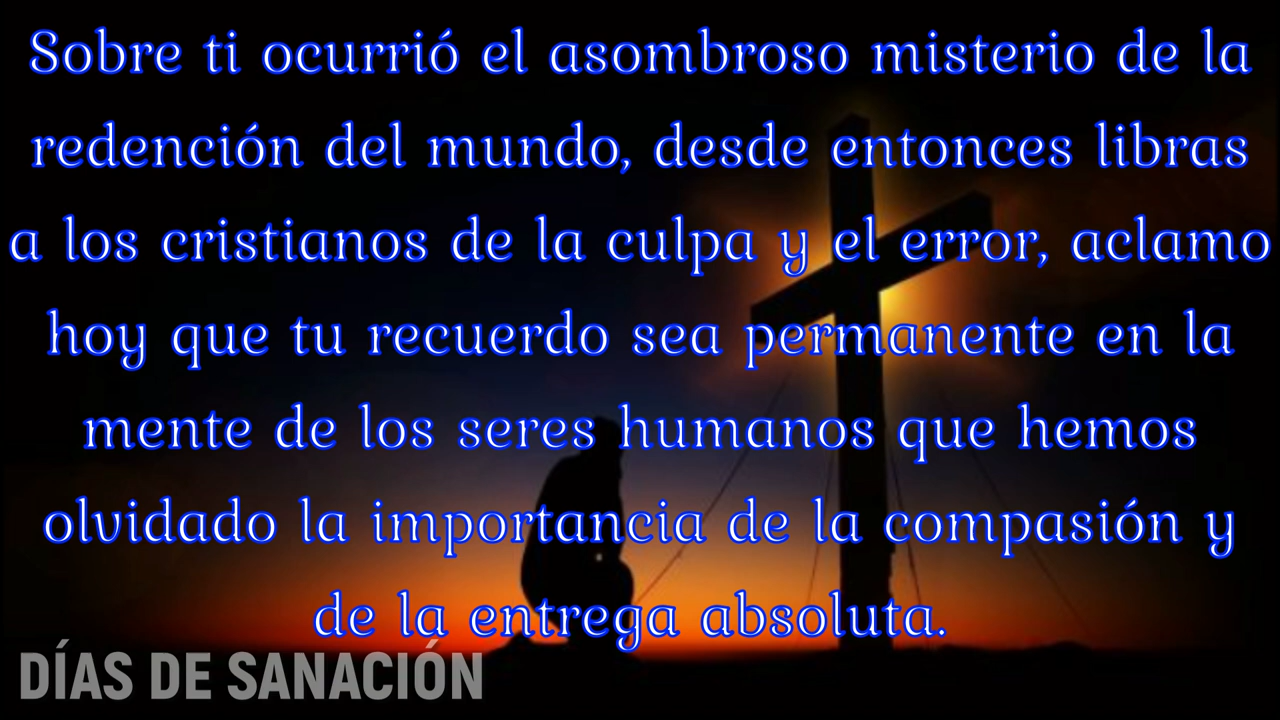 Sobre ti ocurrió el asombroso misterio de la
redención del mundo, desde entonces libras
a los cristianos de la culpa y el error, aclamo
hoy que tu recuerdo sea permanente en la
mente de los seres humanos que hemos
olvidado la importancia de la compasión y
de la entrega absoluta.
DÍAS DE SANACIÓN